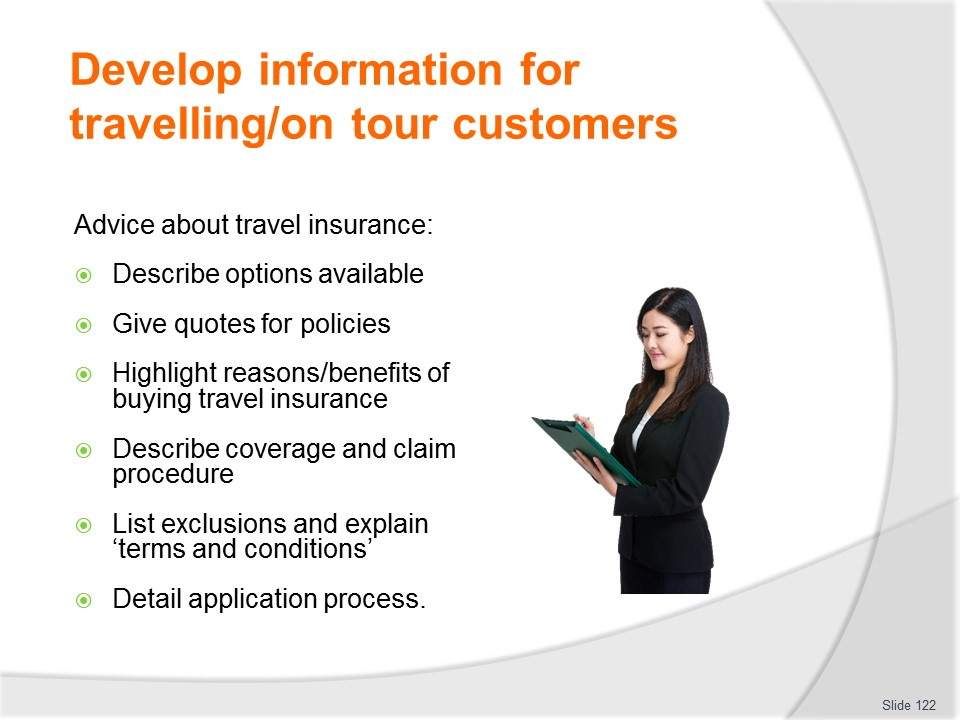 Develop information for
travelling/on tour customers
Advice about travel insurance:
Describe options available
Give quotes for policies
Highlight reasons/benefits of
buying travel insurance
Describe coverage and claim
procedure
List exclusions and explain
‘terms and conditions’
Detail application process.
Slide 122